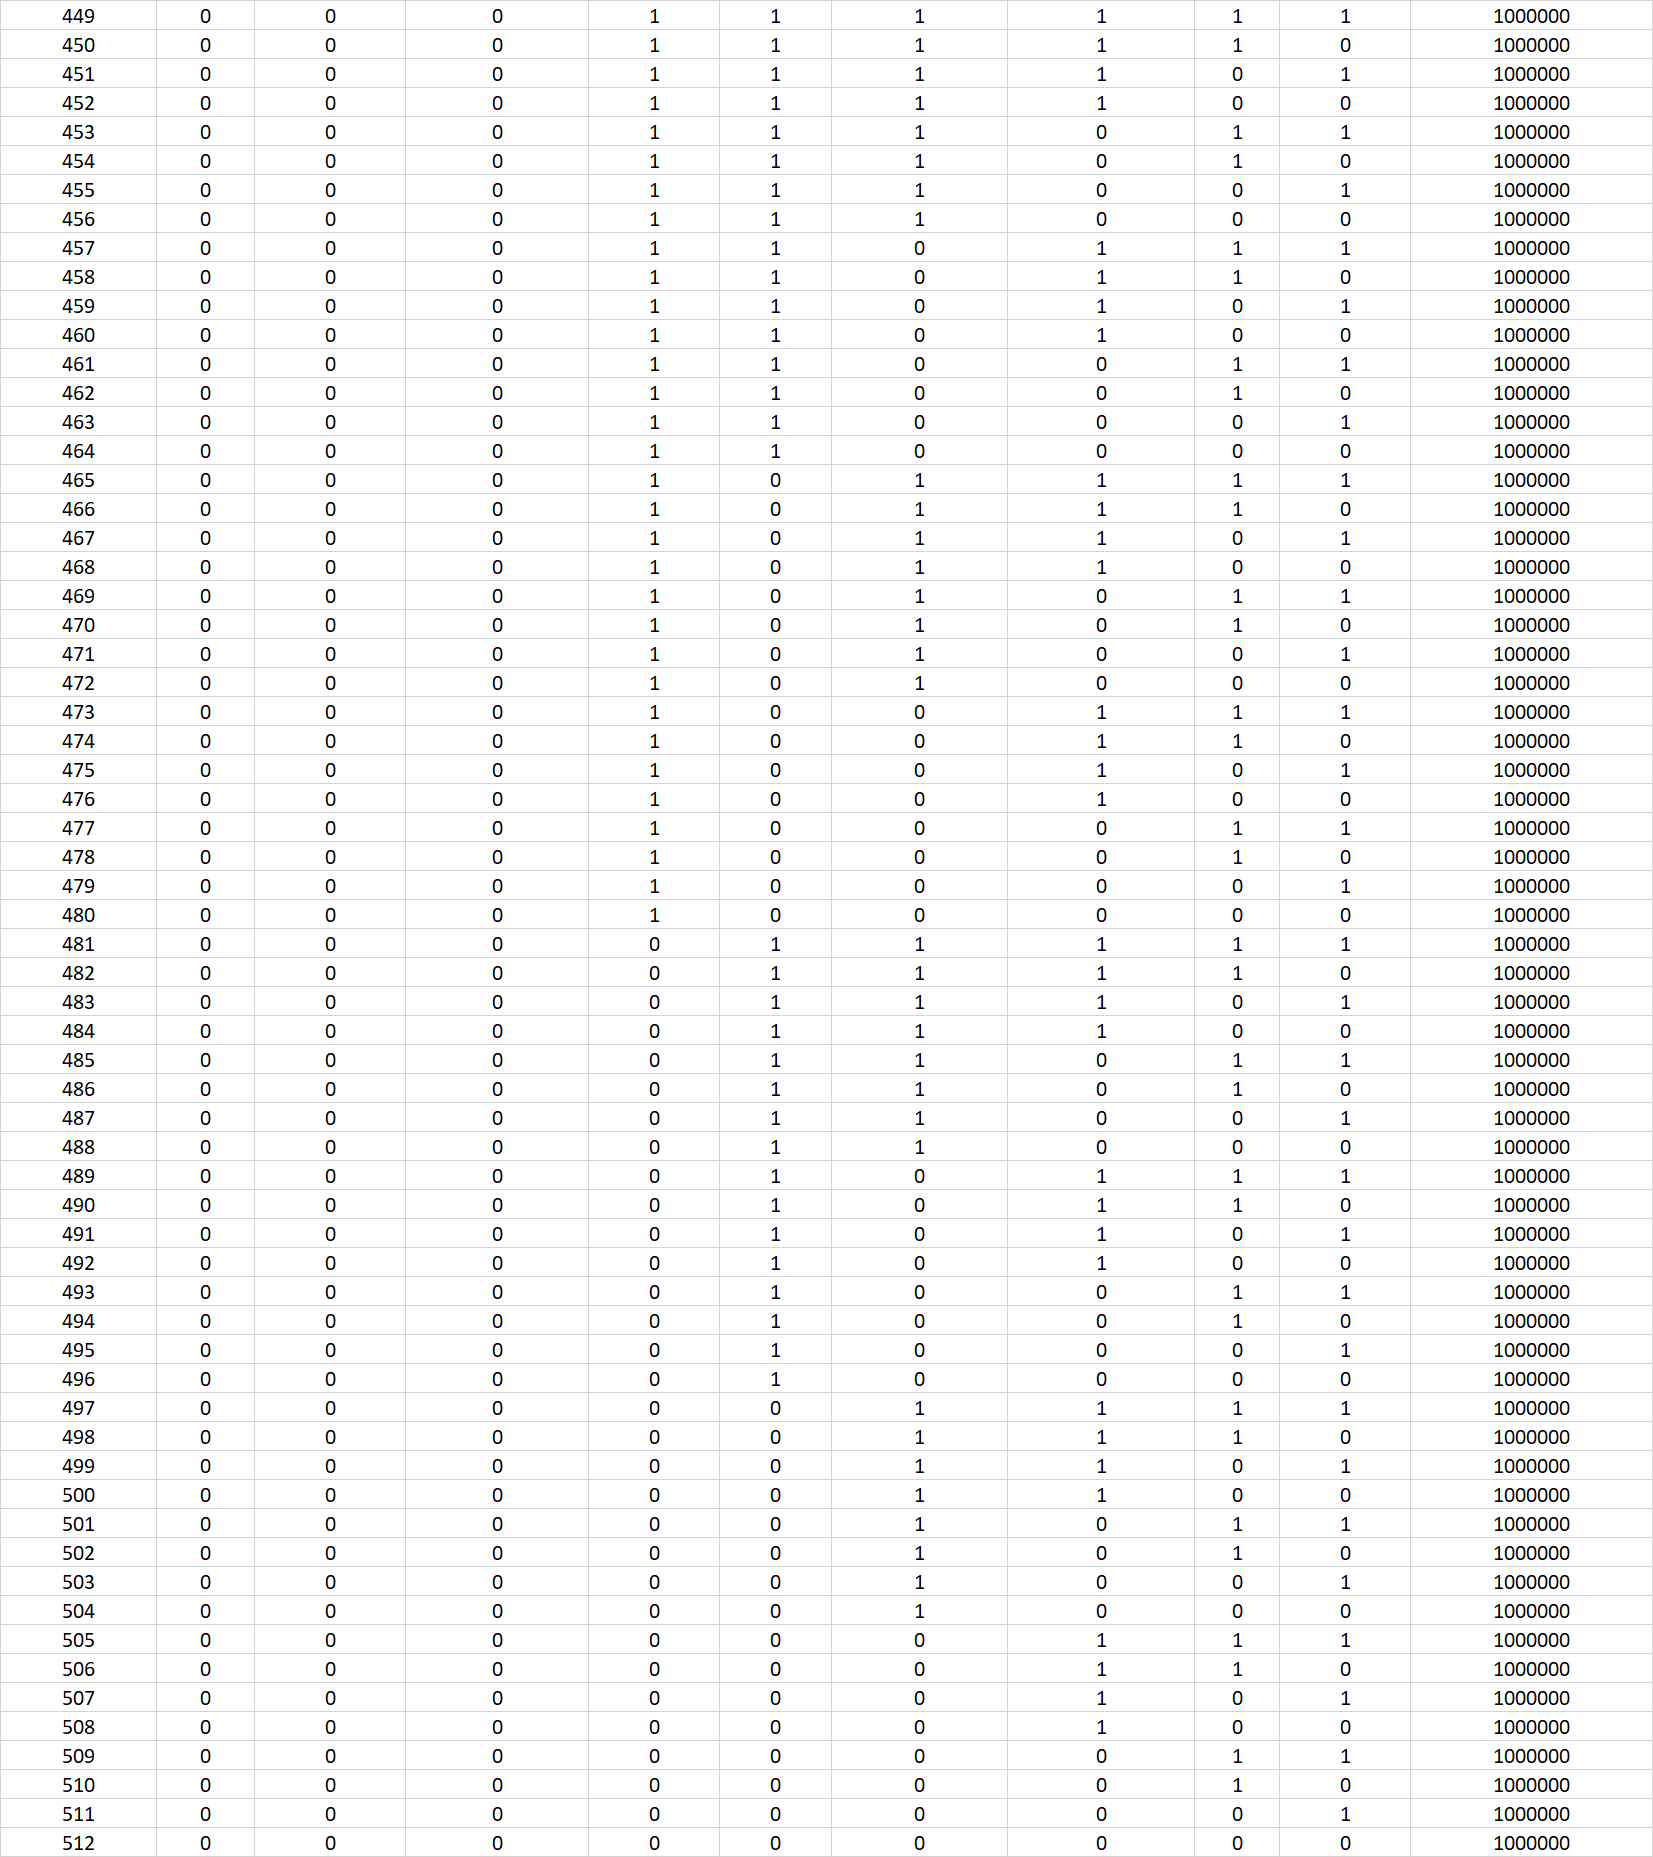 449 0 0 0 1 1 1 1 1 1 1000000
450 0 0 0 1 1 1 1 1 0 1000000
451 0 0 0 1 1 1 1 0 1 1000000
452 0 0 0 1 1 1 1 0 0 1000000
453 0 0 0 1 1 1 0 1 1 1000000
454 0 0 0 1 1 1 0 1 0 1000000
455 0 0 0 1 1 1 0 0 1 1000000
456 0 0 0 1 1 1 0 0 0 1000000
457 0 0 0 1 1 0 1 1 1 1000000
458 0 0 0 1 1 0 1 1 0 1000000
459 0 0 0 1 1 0 1 0 1 1000000
460 0 0 0 1 1 0 1 0 0 1000000
461 0 0 0 1 1 0 0 1 1 1000000
462 0 0 0 1 1 0 0 1 0 1000000
463 0 0 0 1 1 0 0 0 1 1000000
464 0 0 0 1 1 0 0 0 0 1000000
465 0 0 0 1 0 1 1 1 1 1000000
466 0 0 0 1 0 1 1 1 0 1000000
467 0 0 0 1 0 1 1 0 1 1000000
468 0 0 0 1 0 1 1 0 0 1000000
469 0 0 0 1 0 1 0 1 1 1000000
470 0 0 0 1 0 1 0 1 0 1000000
471 0 0 0 1 0 1 0 0 1 1000000
472 0 0 0 1 0 1 0 0 0 1000000
473 0 0 0 1 0 0 1 1 1 1000000
474 0 0 0 1 0 0 1 1 0 1000000
475 0 0 0 1 0 0 1 0 1 1000000
476 0 0 0 1 0 0 1 0 0 1000000
477 0 0 0 1 0 0 0 1 1 1000000
478 0 0 0 1 0 0 0 1 0 1000000
479 0 0 0 1 0 0 0 0 1 1000000
480 0 0 0 1 0 0 0 0 0 1000000
481 0 0 0 0 1 1 1 1 1 1000000
482 0 0 0 0 1 1 1 1 0 1000000
483 0 0 0 0 1 1 1 0 1 1000000
484 0 0 0 0 1 1 1 0 0 1000000
485 0 0 0 0 1 1 0 1 1 1000000
486 0 0 0 0 1 1 0 1 0 1000000
487 0 0 0 0 1 1 0 0 1 1000000
488 0 0 0 0 1 1 0 0 0 1000000
489 0 0 0 0 1 0 1 1 1 1000000
490 0 0 0 0 1 0 1 1 0 1000000
491 0 0 0 0 1 0 1 0 1 1000000
492 0 0 0 0 1 0 1 0 0 1000000
493 0 0 0 0 1 0 0 1 1 1000000
494 0 0 0 0 1 0 0 1 0 1000000
495 0 0 0 0 1 0 0 0 1 1000000
496 0 0 0 0 1 0 0 0 0 1000000
497 0 0 0 0 0 1 1 1 1 1000000
498 0 0 0 0 0 1 1 1 0 1000000
499 0 0 0 0 0 1 1 0 1 1000000
500 0 0 0 0 0 1 1 0 0 1000000
501 0 0 0 0 0 1 0 1 1 1000000
502 0 0 0 0 0 1 0 1 0 1000000
503 0 0 0 0 0 1 0 0 1 1000000
504 0 0 0 0 0 1 0 0 0 1000000
505 0 0 0 0 0 0 1 1 1 1000000
506 0 0 0 0 0 0 1 1 0 1000000
507 0 0 0 0 0 0 1 0 1 1000000
508 0 0 0 0 0 0 1 0 0 1000000
509 0 0 0 0 0 0 0 1 1 1000000
510 0 0 0 0 0 0 0 1 0 1000000
511 0 0 0 0 0 0 0 0 1 1000000
512 0 0 0 0 0 0 0 0 0 1000000